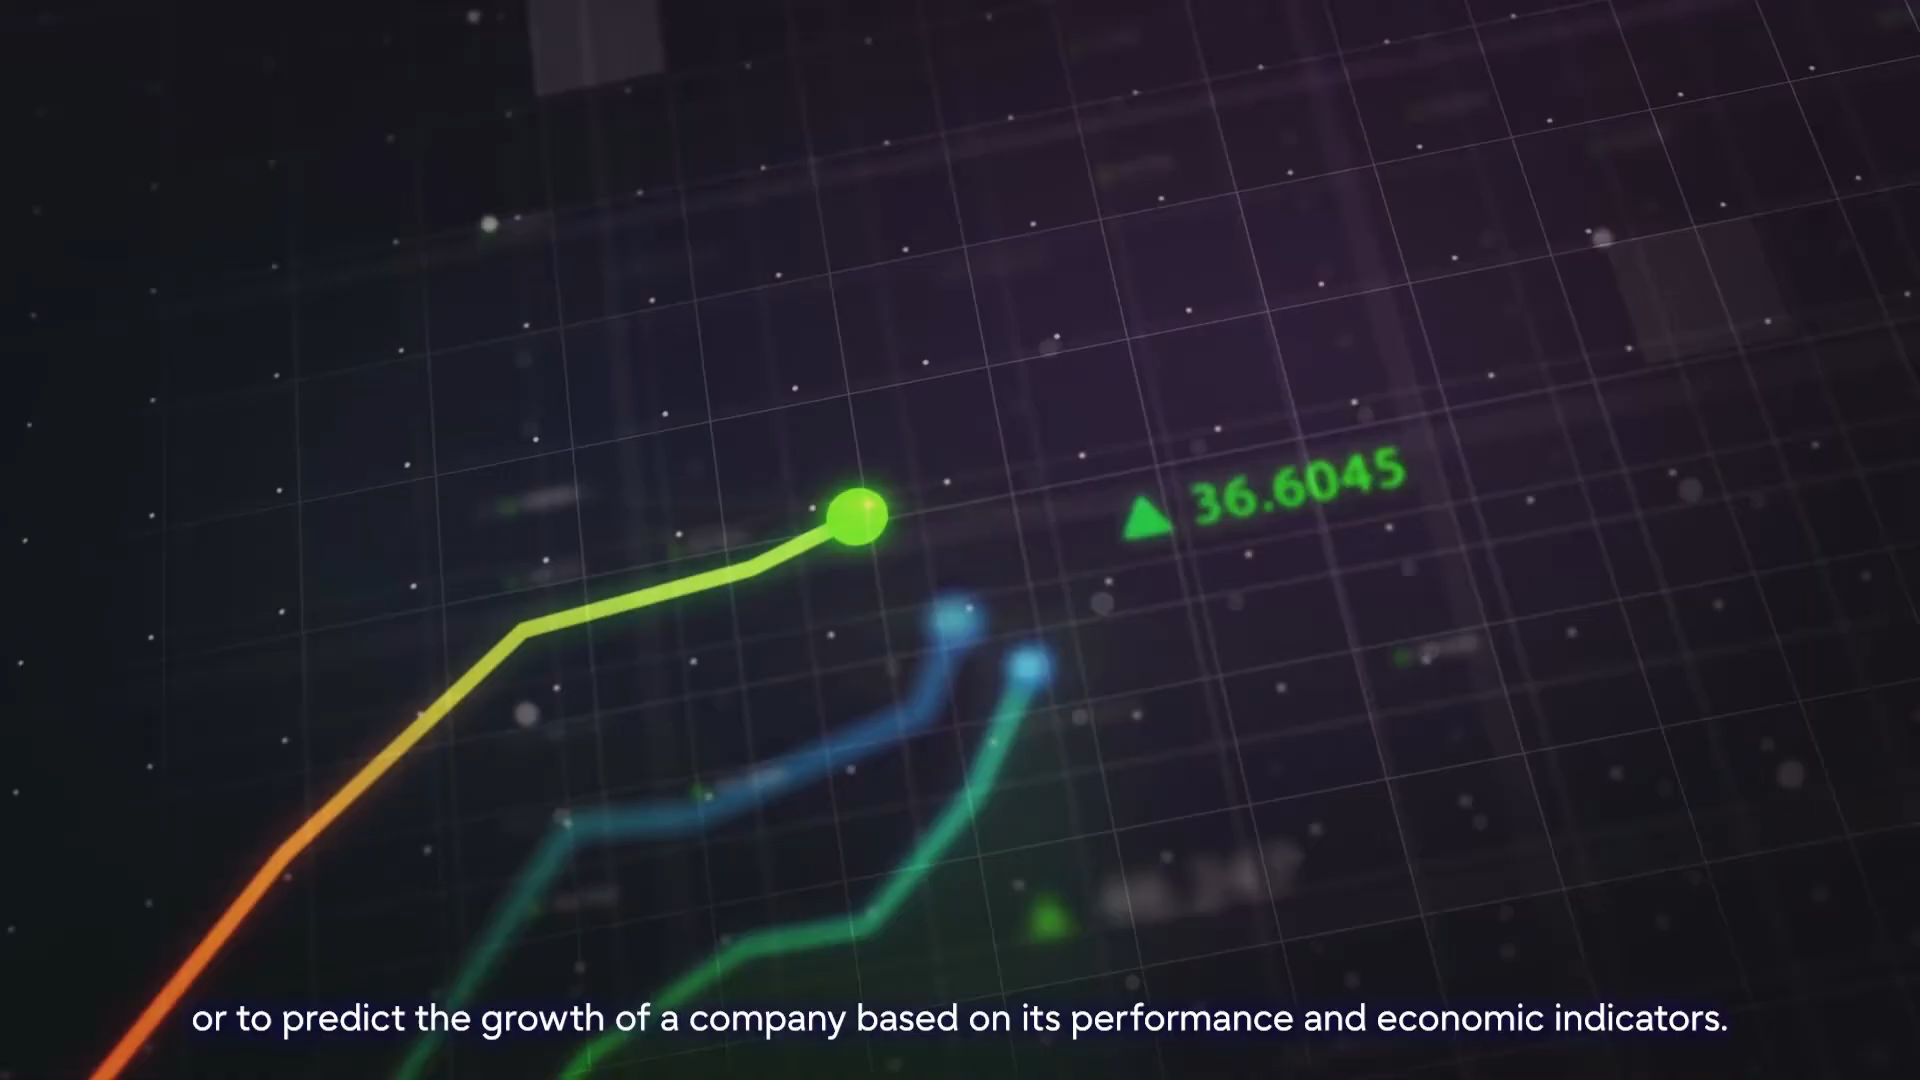 ▲ 36.6045
or to predict the growth of a company based on its performance and economic indicators.